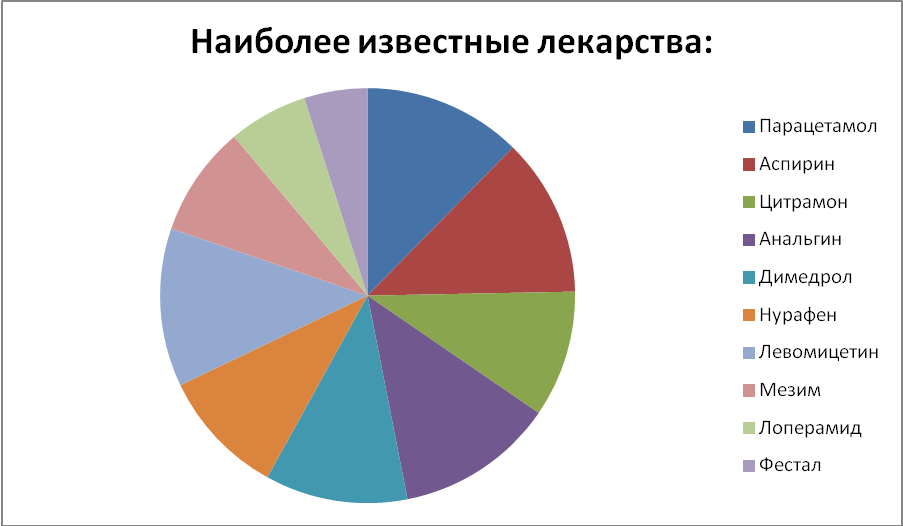 Наиболее известные лекарства:
Парацетамол
Аспирин
Цитрамон
Анальгин
Димедрол
Нурафен
Левомицетин
Мезим
Лоперамид
Фестал